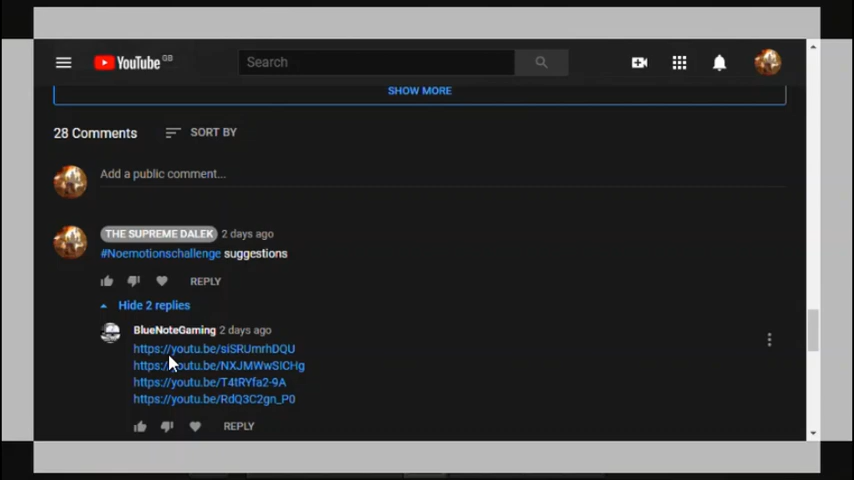 YouTube GB
Search
SHOW MORE
28 Comments
SORT BY
Add a public comment...
THE SUPREME DALEK 2 days ago
#Noemotionschallenge suggestions
REPLY
Hide 2 replies
BlueNoteGaming 2 days ago
https://youtu.be/siSRUmrhDQU
https://youtu.be/NXJMWwSICHg
https://youtu.be/T4tRYfa2-9A
https://youtu.be/RdQ3C2gn_P0
REPLY